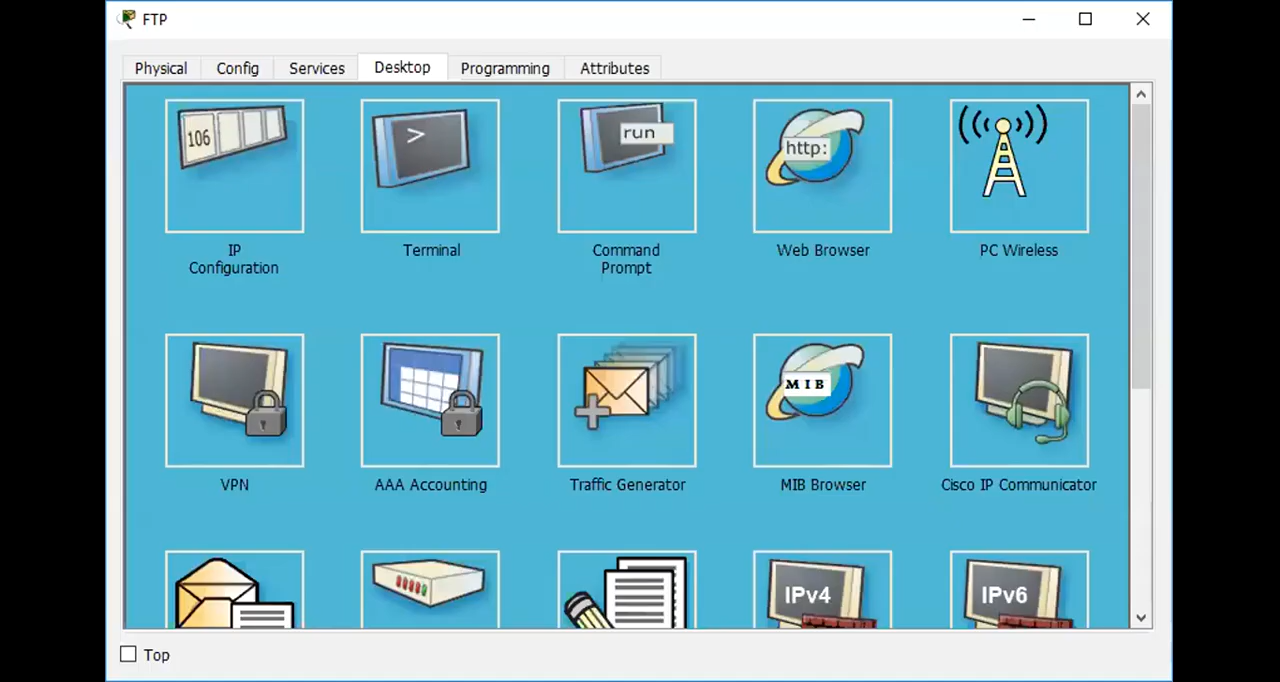 FTP
Physical Config Services Desktop Programming Attributes
106
>
run
http:
IP
Configuration
Terminal
Command
Prompt
Web Browser
PC Wireless
MIB
VPN
AAA Accounting
Traffic Generator
MIB Browser
Cisco IP Communicator
IPv4
IPv6
Top